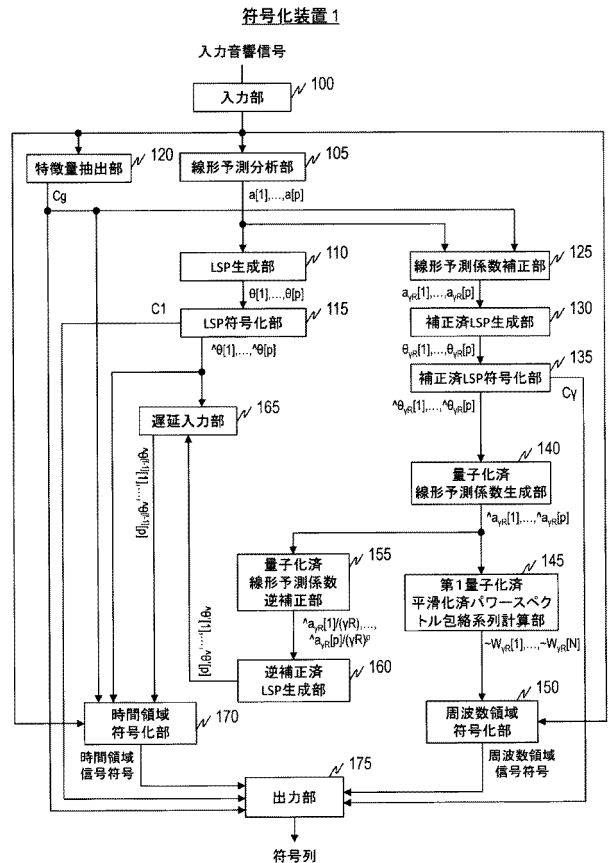 符号化装置 1
入力音響信号
100
入力部
120
特徴量抽出部
105
線形予測分析部
Cg
a[1],...,a[p]
110
LSP生成部
125
線形予測係数補正部
θ[1],...,θ[p]
aγR[1],...,aγR[p]
C1
115
LSP符号化部
130
補正済LSP生成部
^θ[1],...,^θ[p]
θγR[1],...,θγR[p]
135
補正済LSP符号化部
Cγ
165
遅延入力部
^θγR[1],...,^θγR[p]
^θ[f-1][1],...,^θ[f-1][p]
140
量子化済
線形予測係数生成部
^aγR[1],...,^aγR[p]
155
量子化済
線形予測係数
逆補正部
145
第1量子化済
平滑化済パワースペク
トル包絡系列計算部
^aγR[1]/(γR),...,
^aγR[p]/(γR)p
^θ'[1],...,^θ'[p]
~WγR[1],...,~WγR[N]
160
逆補正済
LSP生成部
150
周波数領域
符号化部
170
時間領域
符号化部
時間領域
信号符号
周波数領域
信号符号
175
出力部
符号列